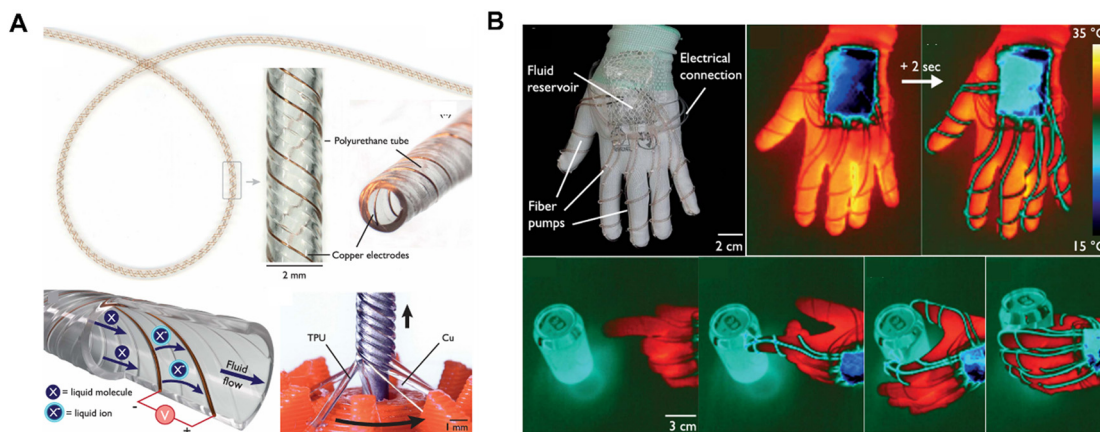 A
Polyurethane tube
Copper electrodes
2 mm
X
X⁻
X
X⁻
Fluid
flow
X = liquid molecule
X⁻ = liquid ion
-
V
+
TPU
Cu
1 mm
B
Fluid
reservoir
Electrical
connection
Fiber
pumps
2 cm
+ 2 sec
35 °C
15 °C
3 cm